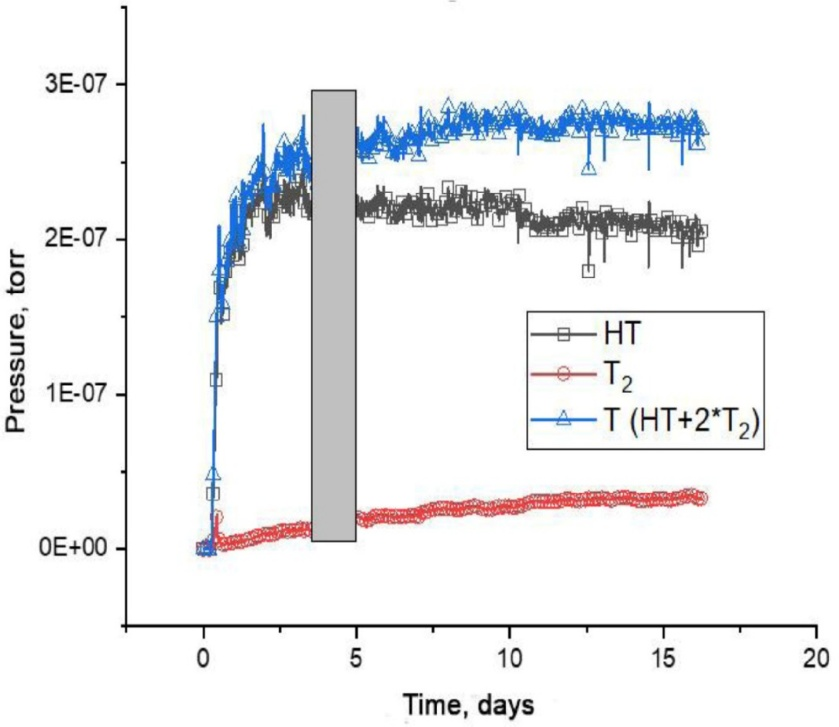 3E-07
2E-07
1E-07
0E+00
Pressure, torr
HT
T₂
T (HT+2*T₂)
0 5 10 15 20
Time, days